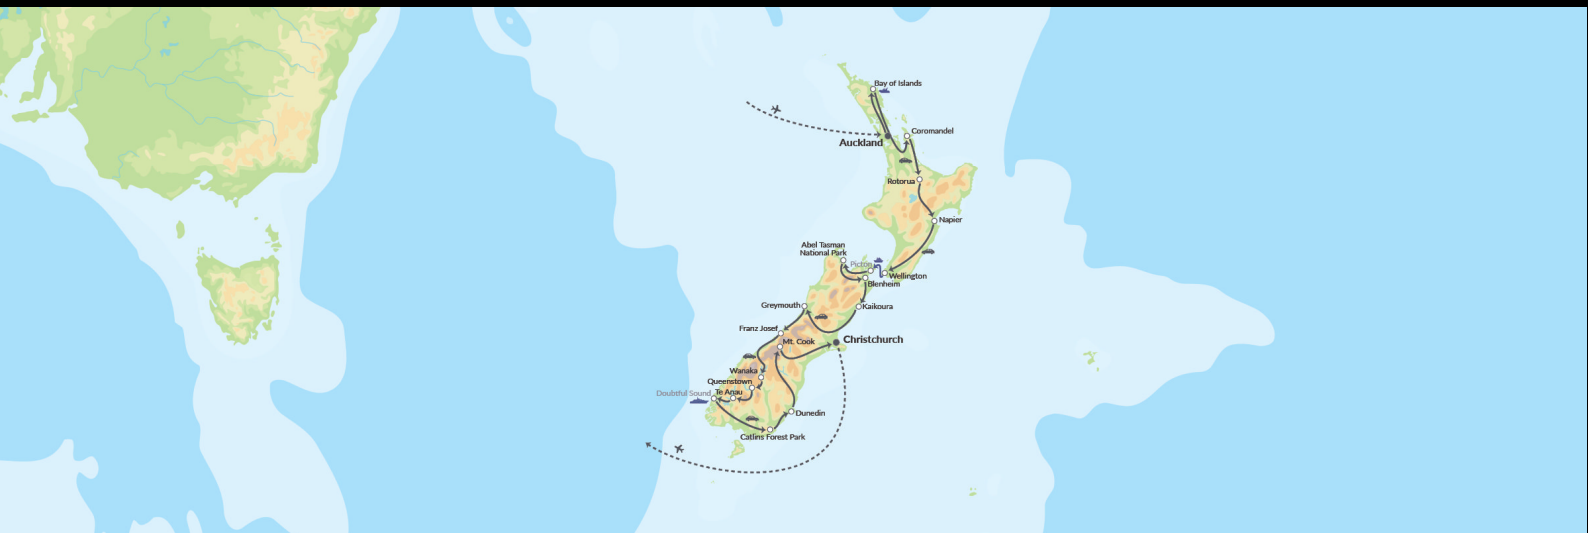 Bay of Islands
Coromandel
Auckland
Rotorua
Napier
Abel Tasman
National Park
Picton
Wellington
Blenheim
Greymouth
Kaikoura
Franz Josef
Mt. Cook
Christchurch
Wanaka
Queenstown
Doubtful Sound
Te Anau
Dunedin
Catlins Forest Park